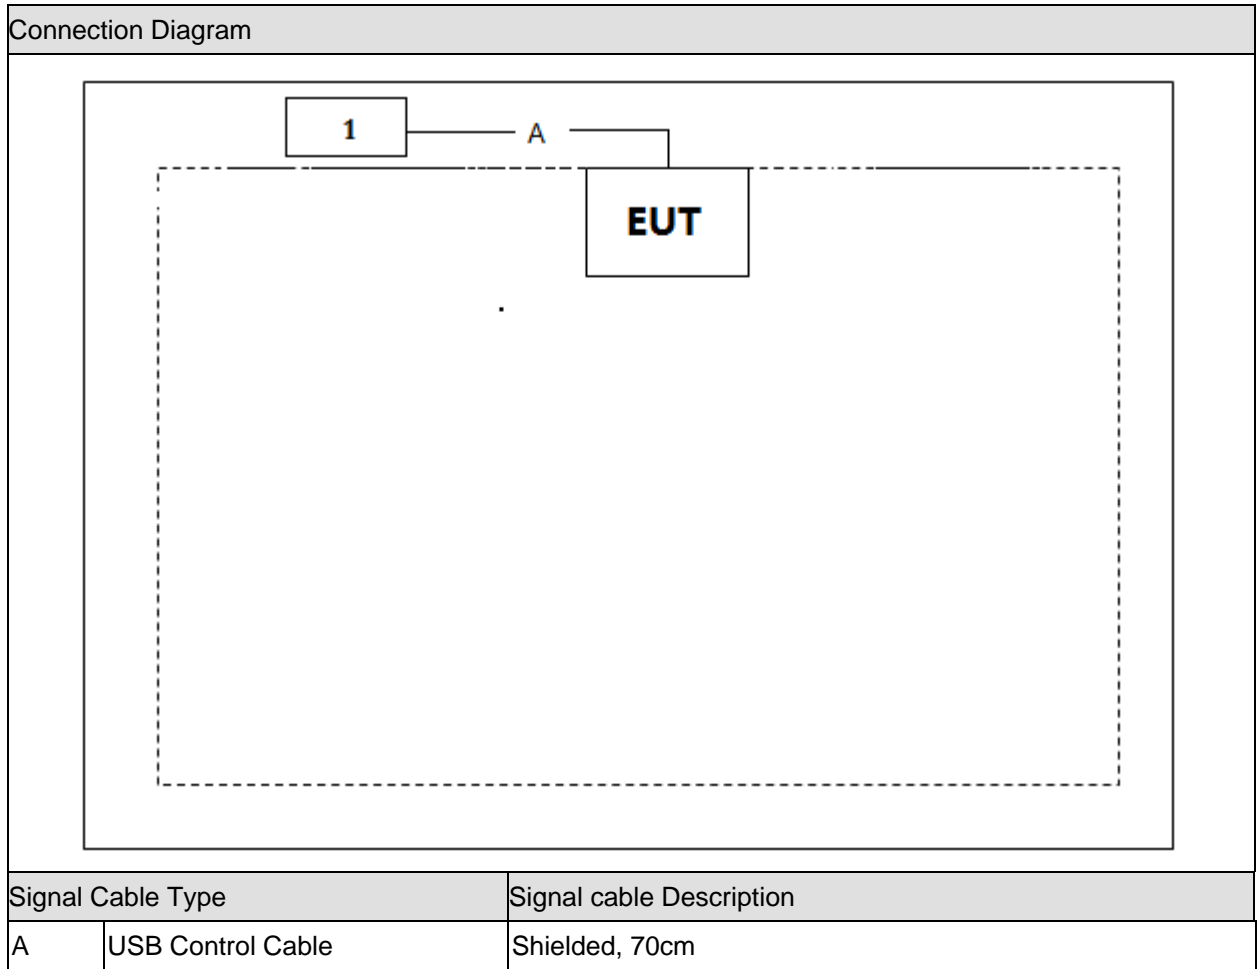 Connection Diagram
1
A
EUT
Signal Cable Type Signal cable Description
A USB Control Cable Shielded, 70cm